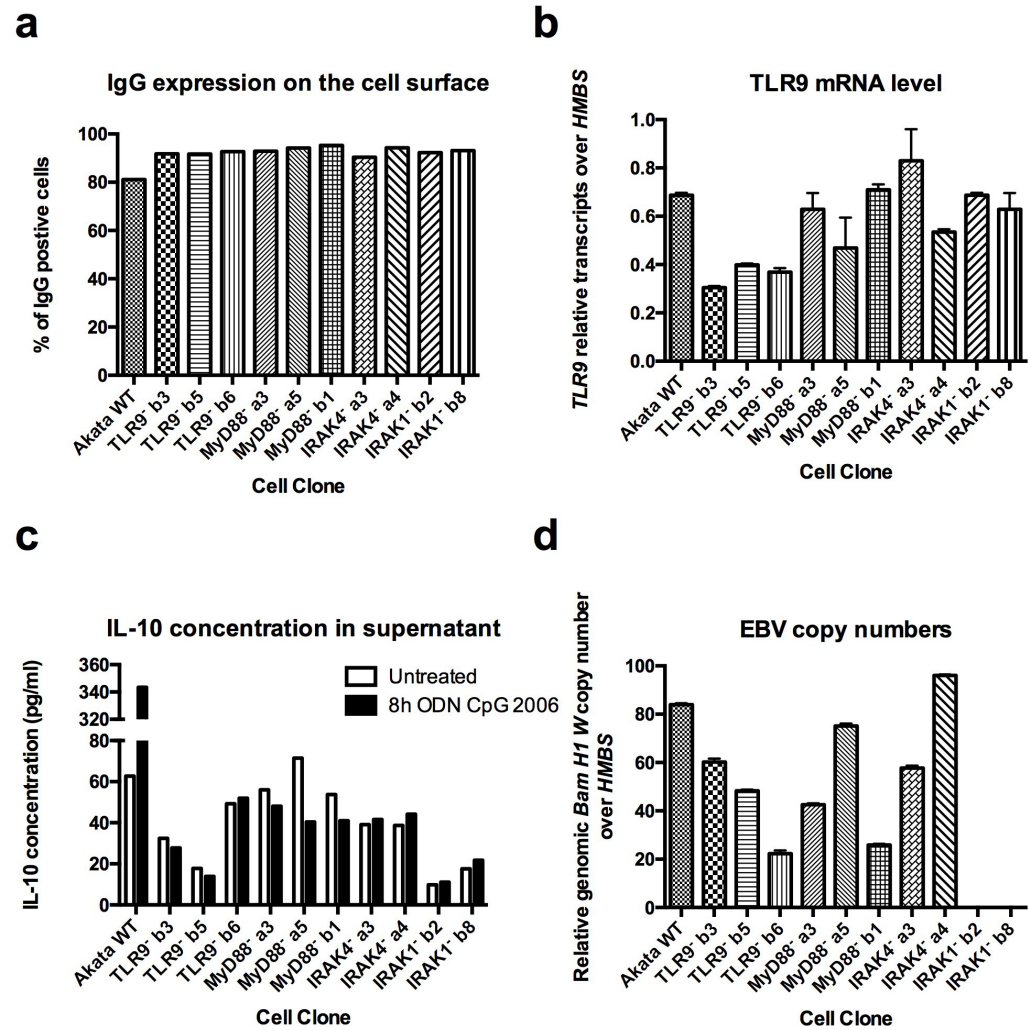 a
IgG expression on the cell surface
% of IgG postive cells
100
80
60
40
20
0
Akata WT
TLR9⁻ b3
TLR9⁻ b5
TLR9⁻ b6
MyD88⁻ a3
MyD88⁻ a5
MyD88⁻ b1
IRAK4⁻ a3
IRAK4⁻ a4
IRAK1⁻ b2
IRAK1⁻ b8
Cell Clone
b
TLR9 mRNA level
TLR9 relative transcripts over HMBS
1.0
0.8
0.6
0.4
0.2
0.0
Akata WT
TLR9⁻ b3
TLR9⁻ b5
TLR9⁻ b6
MyD88⁻ a3
MyD88⁻ a5
MyD88⁻ b1
IRAK4⁻ a3
IRAK4⁻ a4
IRAK1⁻ b2
IRAK1⁻ b8
Cell Clone
c
IL-10 concentration in supernatant
IL-10 concentration (pg/ml)
360
340
320
80
60
40
20
0
Untreated
8h ODN CpG 2006
Akata WT
TLR9⁻ b3
TLR9⁻ b5
TLR9⁻ b6
MyD88⁻ a3
MyD88⁻ a5
MyD88⁻ b1
IRAK4⁻ a3
IRAK4⁻ a4
IRAK1⁻ b2
IRAK1⁻ b8
Cell Clone
d
EBV copy numbers
Relative genomic Bam H1 W copy number
over HMBS
100
80
60
40
20
0
Akata WT
TLR9⁻ b3
TLR9⁻ b5
TLR9⁻ b6
MyD88⁻ a3
MyD88⁻ a5
MyD88⁻ b1
IRAK4⁻ a3
IRAK4⁻ a4
IRAK1⁻ b2
IRAK1⁻ b8
Cell Clone